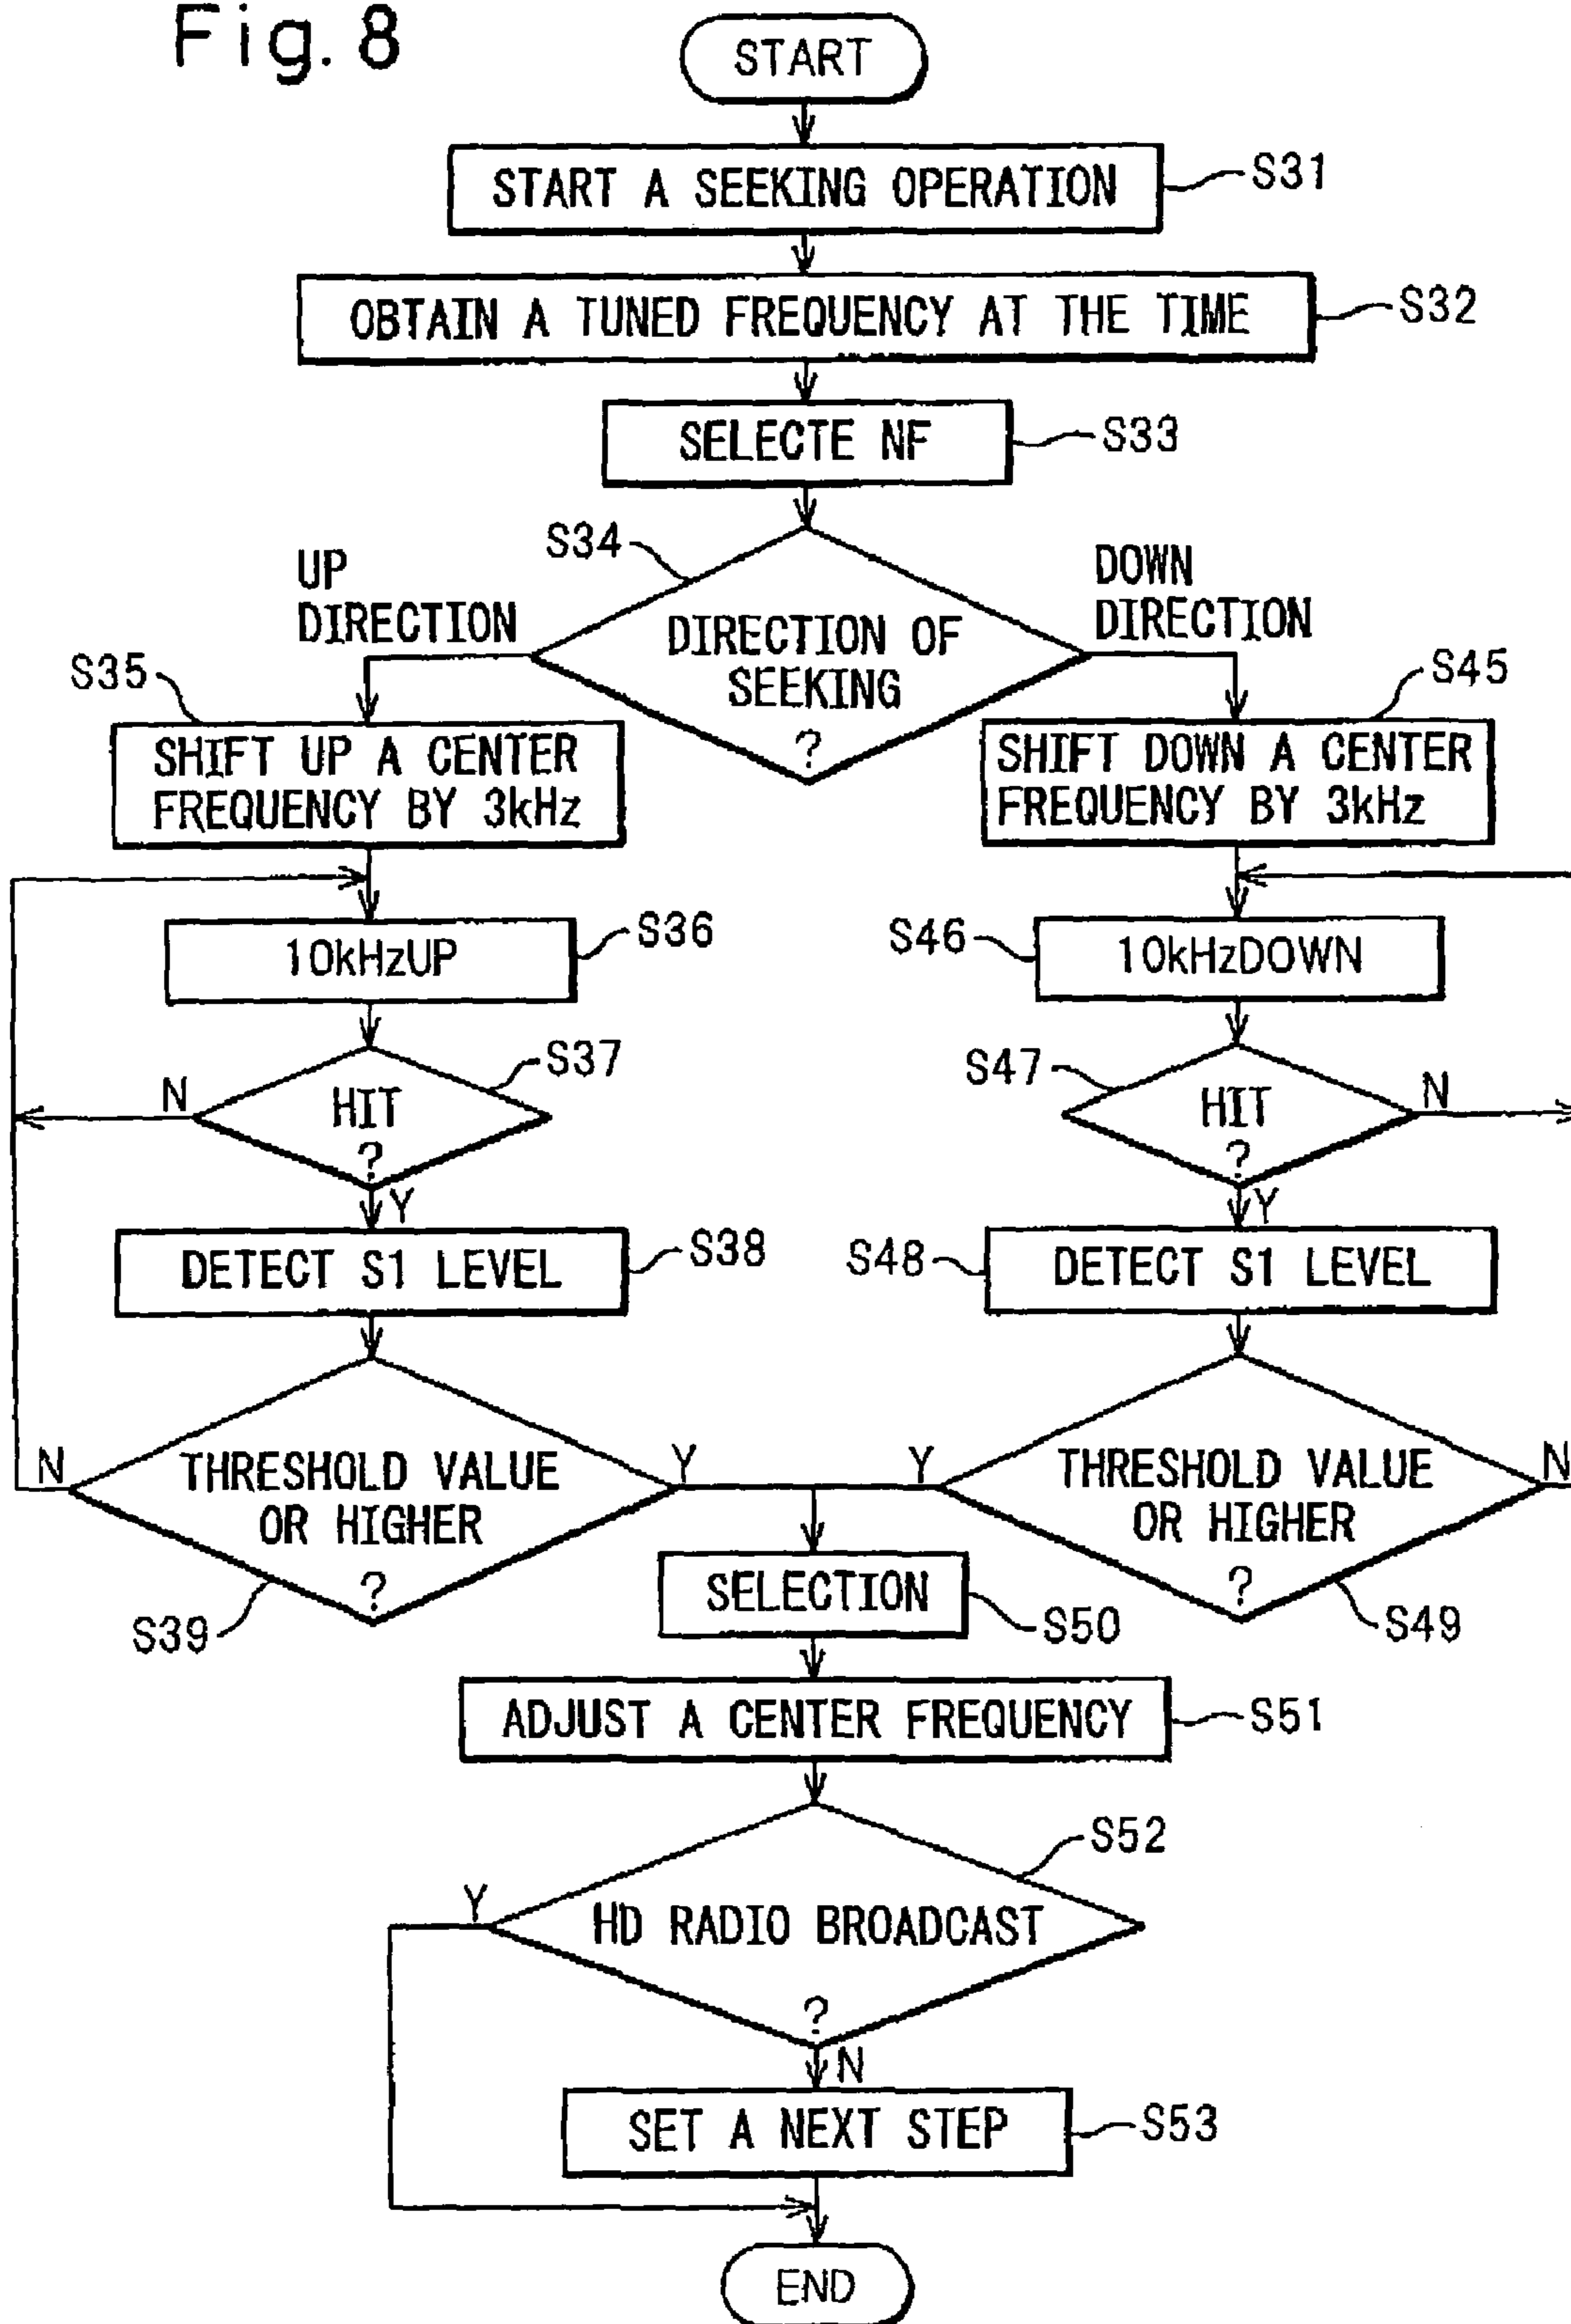 Fig. 8
START
START A SEEKING OPERATION
S31
OBTAIN A TUNED FREQUENCY AT THE TIME
S32
SELECTE NF
S33
S34
UP
DIRECTION
DIRECTION OF
SEEKING
?
DOWN
DIRECTION
S35
SHIFT UP A CENTER
FREQUENCY BY 3kHz
S45
SHIFT DOWN A CENTER
FREQUENCY BY 3kHz
10kHzUP
S36
S46
10kHzDOWN
N
HIT
?
S37
Y
S47
HIT
?
N
Y
DETECT S1 LEVEL
S38
S48
DETECT S1 LEVEL
N
THRESHOLD VALUE
OR HIGHER
?
Y
S39
Y
THRESHOLD VALUE
OR HIGHER
?
N
S49
SELECTION
S50
ADJUST A CENTER FREQUENCY
S51
S52
Y
HD RADIO BROADCAST
?
N
SET A NEXT STEP
S53
END